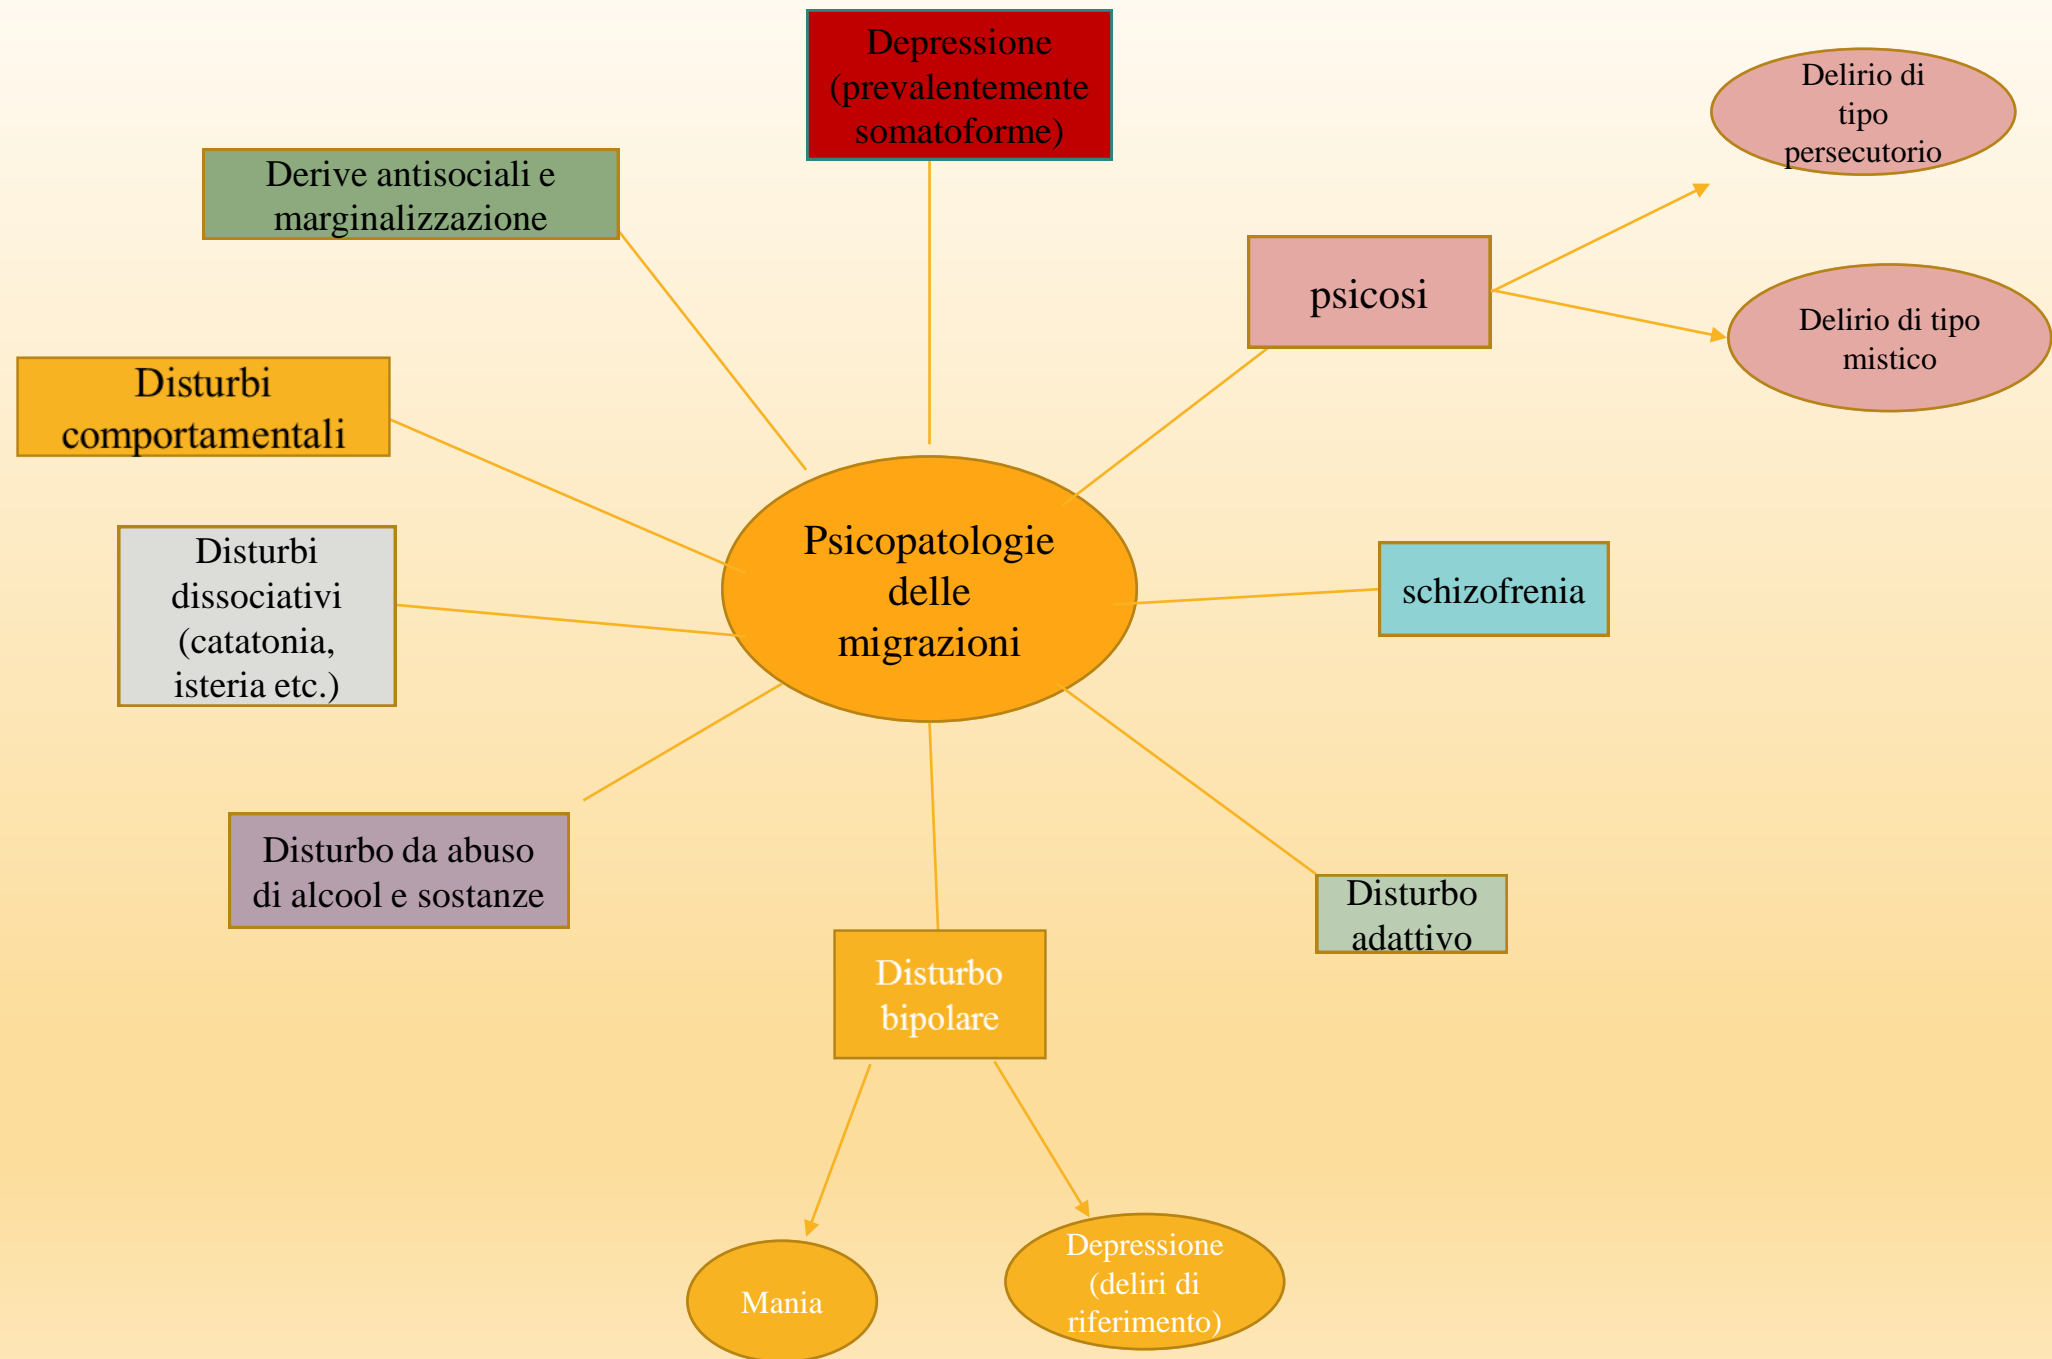 Depressione
(prevalentemente
somatoforme)
Delirio di
tipo
persecutorio
Derive antisociali e
marginalizzazione
psicosi
Delirio di tipo
mistico
Disturbi
comportamentali
Psicopatologie
delle
migrazioni
Disturbi
dissociativi
(catatonia,
isteria etc.)
schizofrenia
Disturbo da abuso
di alcool e sostanze
Disturbo
adattivo
Disturbo
bipolare
Mania
Depressione
(deliri di
riferimento)